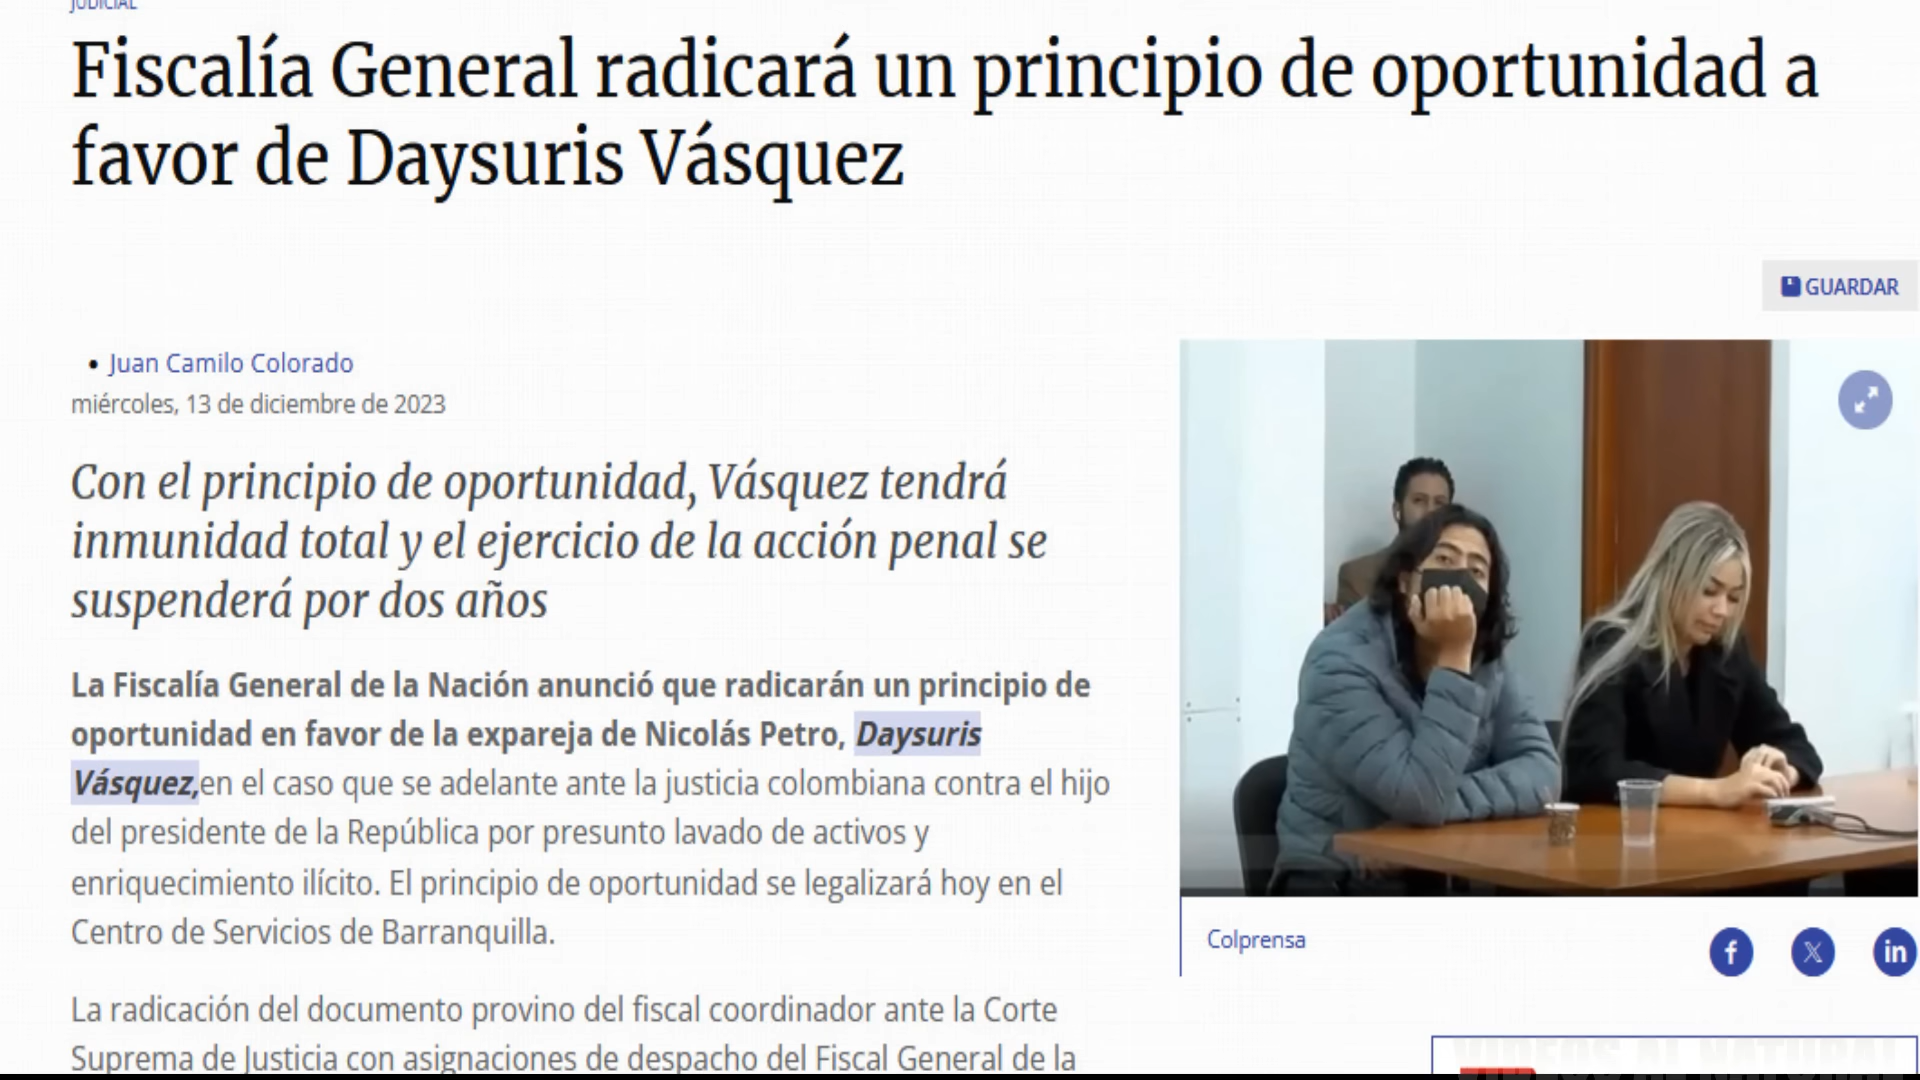 JUDICIAL
Fiscalía General radicará un principio de oportunidad a
favor de Daysuris Vásquez
GUARDAR
• Juan Camilo Colorado
miércoles, 13 de diciembre de 2023
Con el principio de oportunidad, Vásquez tendrá
inmunidad total y el ejercicio de la acción penal se
suspenderá por dos años
La Fiscalía General de la Nación anunció que radicarán un principio de
oportunidad en favor de la expareja de Nicolás Petro, Daysuris
Vásquez,en el caso que se adelante ante la justicia colombiana contra el hijo
del presidente de la República por presunto lavado de activos y
enriquecimiento ilícito. El principio de oportunidad se legalizará hoy en el
Centro de Servicios de Barranquilla.
La radicación del documento provino del fiscal coordinador ante la Corte
Suprema de Justicia con asignaciones de despacho del Fiscal General de la
Colprensa
f X in
VIDEOS AL NATURAL